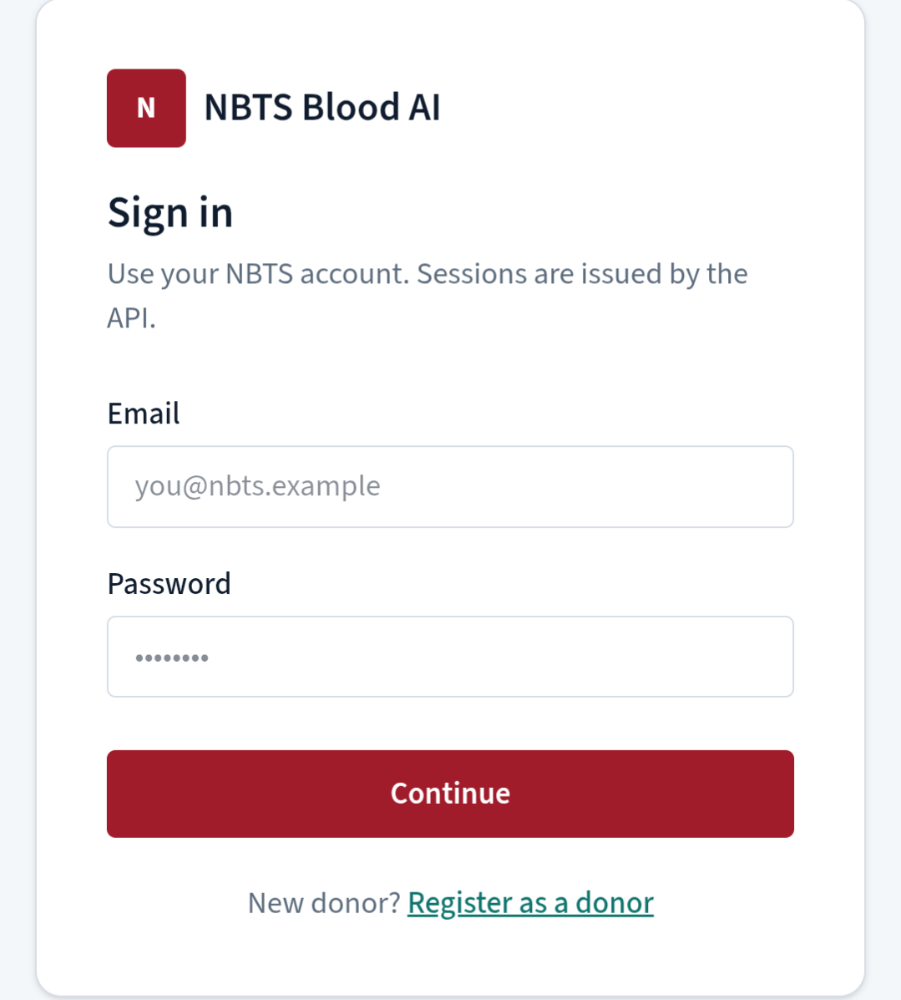 N
NBTS Blood AI
Sign in
Use your NBTS account. Sessions are issued by the
API.
Email
you@nbts.example
Password
••••••••
Continue
New donor? Register as a donor